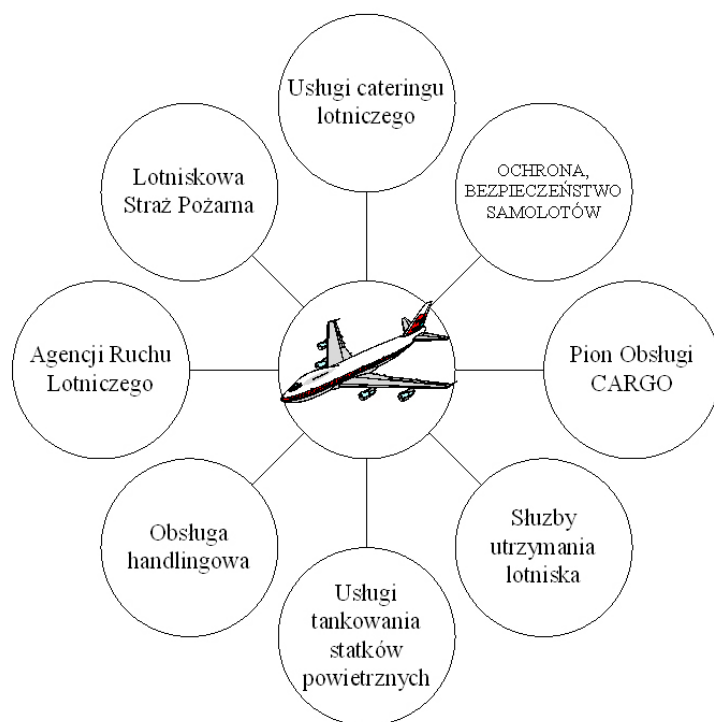 Usługi cateringu
lotniczego
OCHRONA,
BEZPIECZEŃSTWO
SAMOLOTÓW
Pion Obsługi
CARGO
Służby
utrzymania
lotniska
Usługi
tankowania
statków
powietrznych
Obsługa
handlingowa
Agencji Ruchu
Lotniczego
Lotniskowa
Straż Pożarna